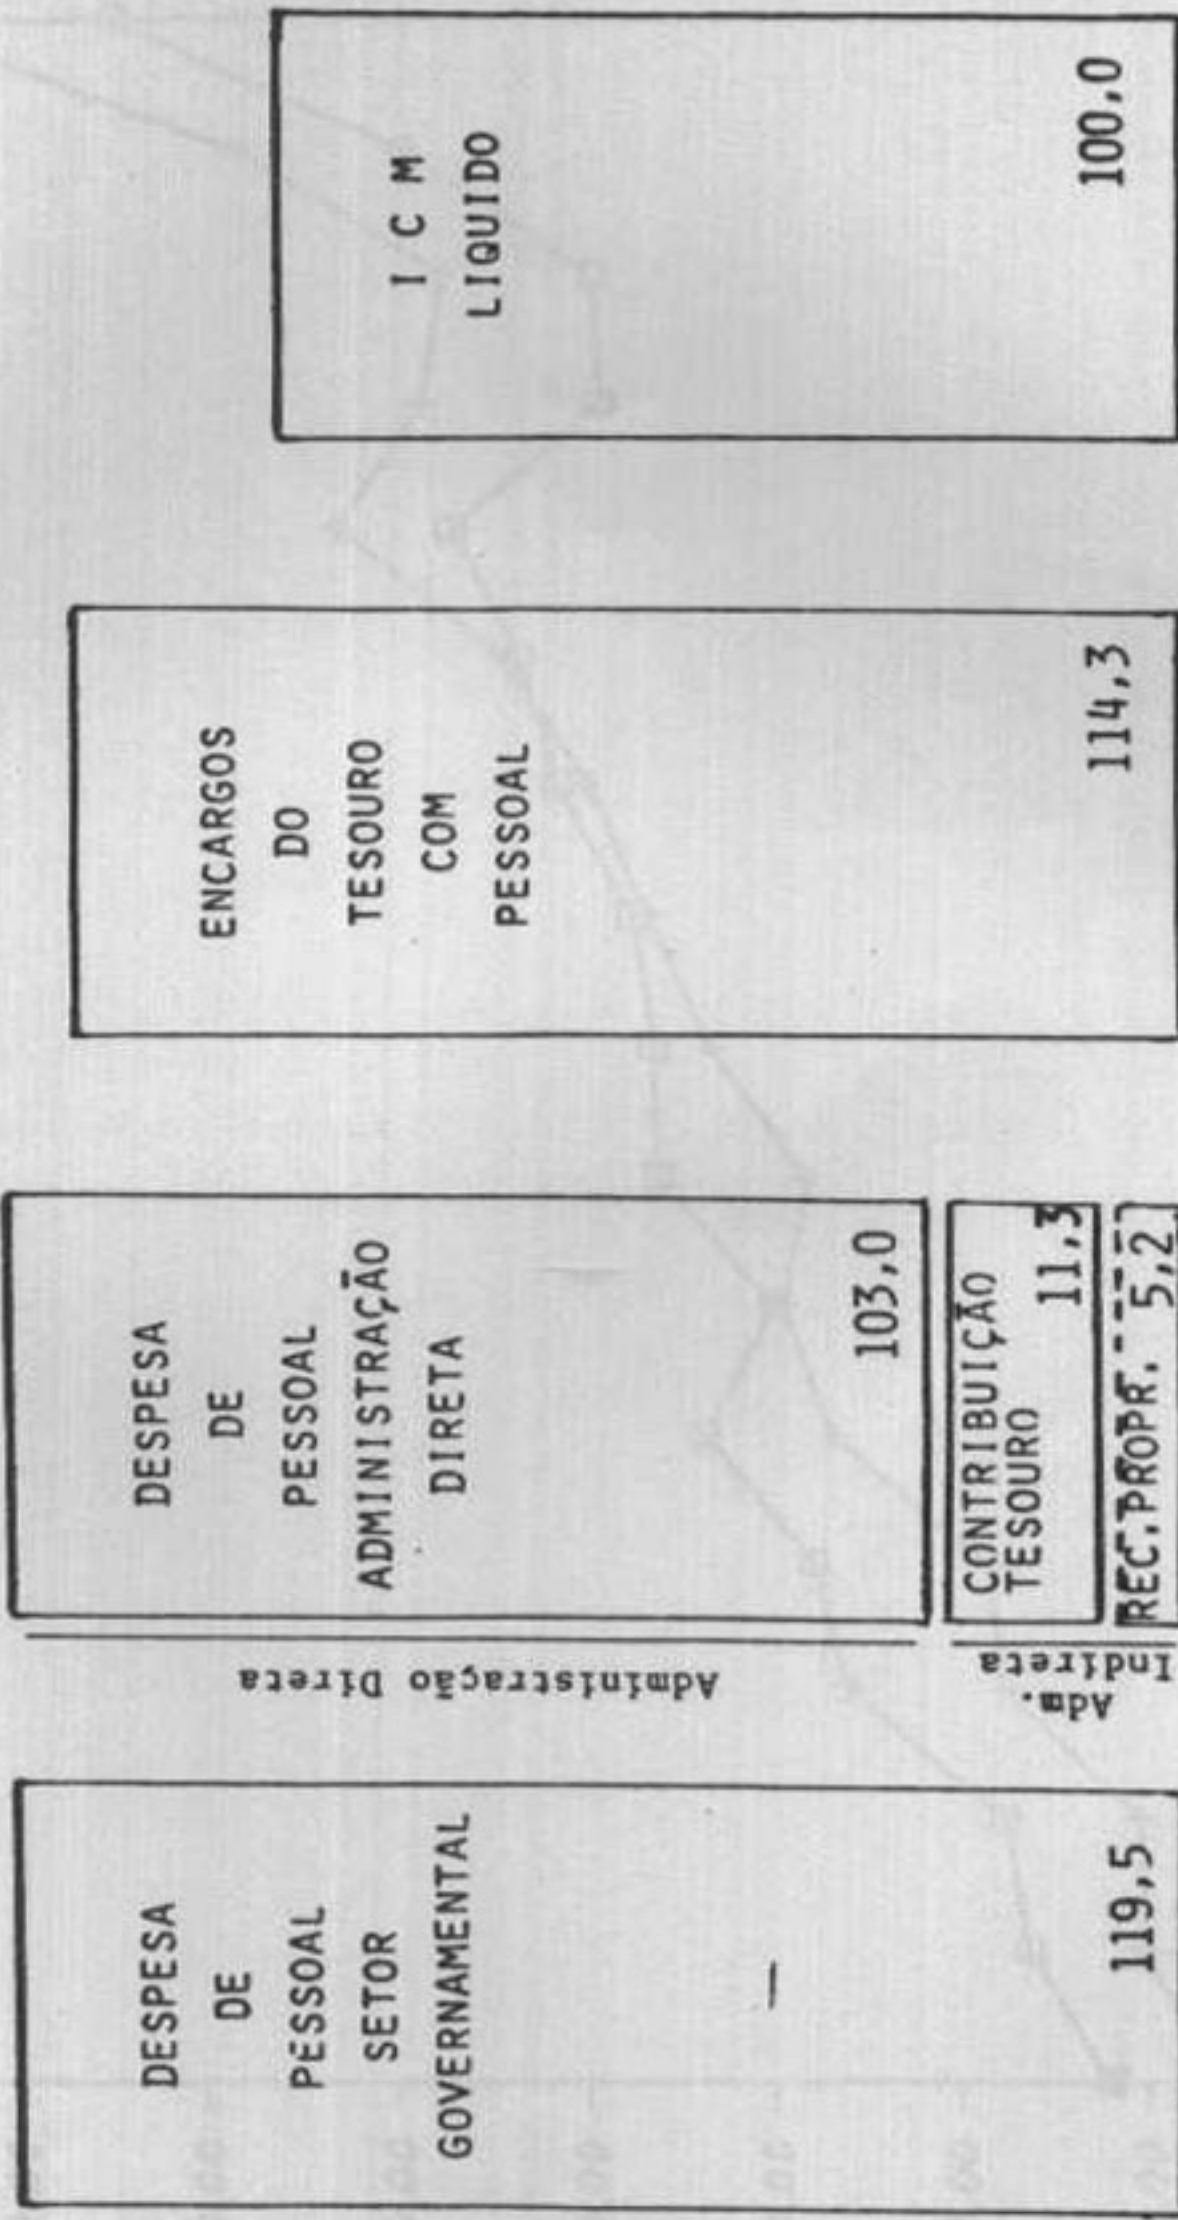 DESPESA
DE
PESSOAL
SETOR
GOVERNAMENTAL
119,5
Administração Direta
Adm.
Indireta
DESPESA
DE
PESSOAL
ADMINISTRAÇÃO
DIRETA
103,0
CONTRIBUIÇÃO
TESOURO 11,3
REC.PROPR. 5,2
ENCARGOS
DO
TESOURO
COM
PESSOAL
114,3
I C M
LIQUIDO
100,0